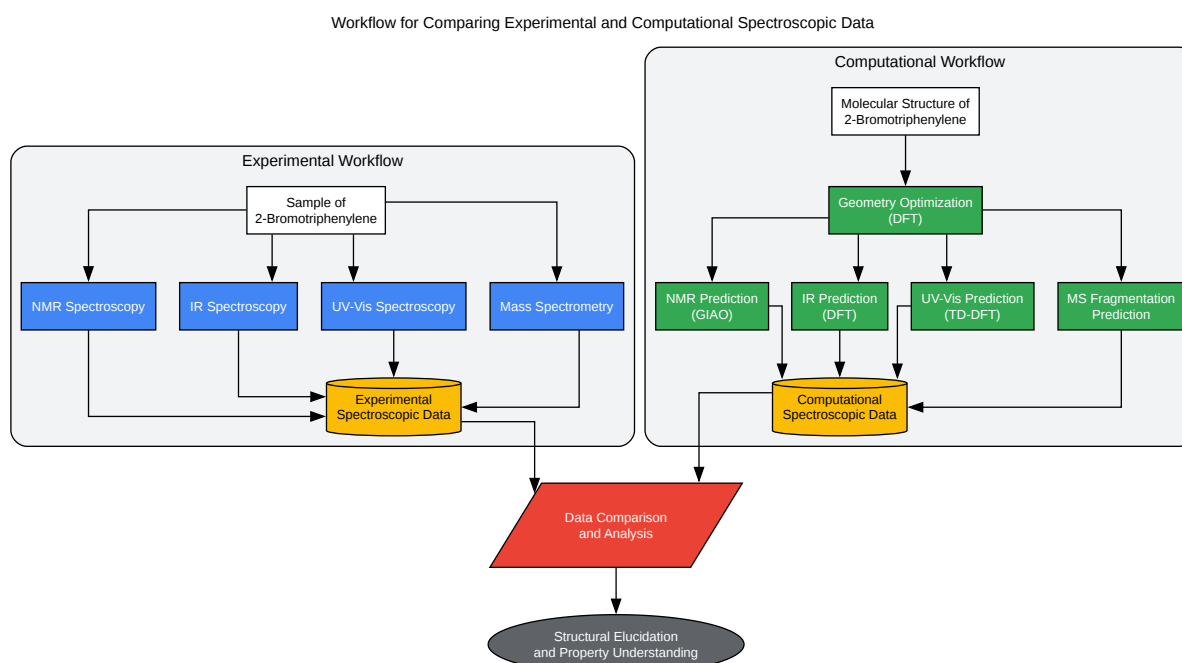 Workflow for Comparing Experimental and Computational Spectroscopic Data
Computational Workflow
Molecular Structure of
2-Bromotriphenylene
Experimental Workflow
Sample of
2-Bromotriphenylene
Geometry Optimization
(DFT)
NMR Spectroscopy
IR Spectroscopy
UV-Vis Spectroscopy
Mass Spectrometry
NMR Prediction
(GIAO)
IR Prediction
(DFT)
UV-Vis Prediction
(TD-DFT)
MS Fragmentation
Prediction
Experimental
Spectroscopic Data
Computational
Spectroscopic Data
Data Comparison
and Analysis
Structural Elucidation
and Property Understanding